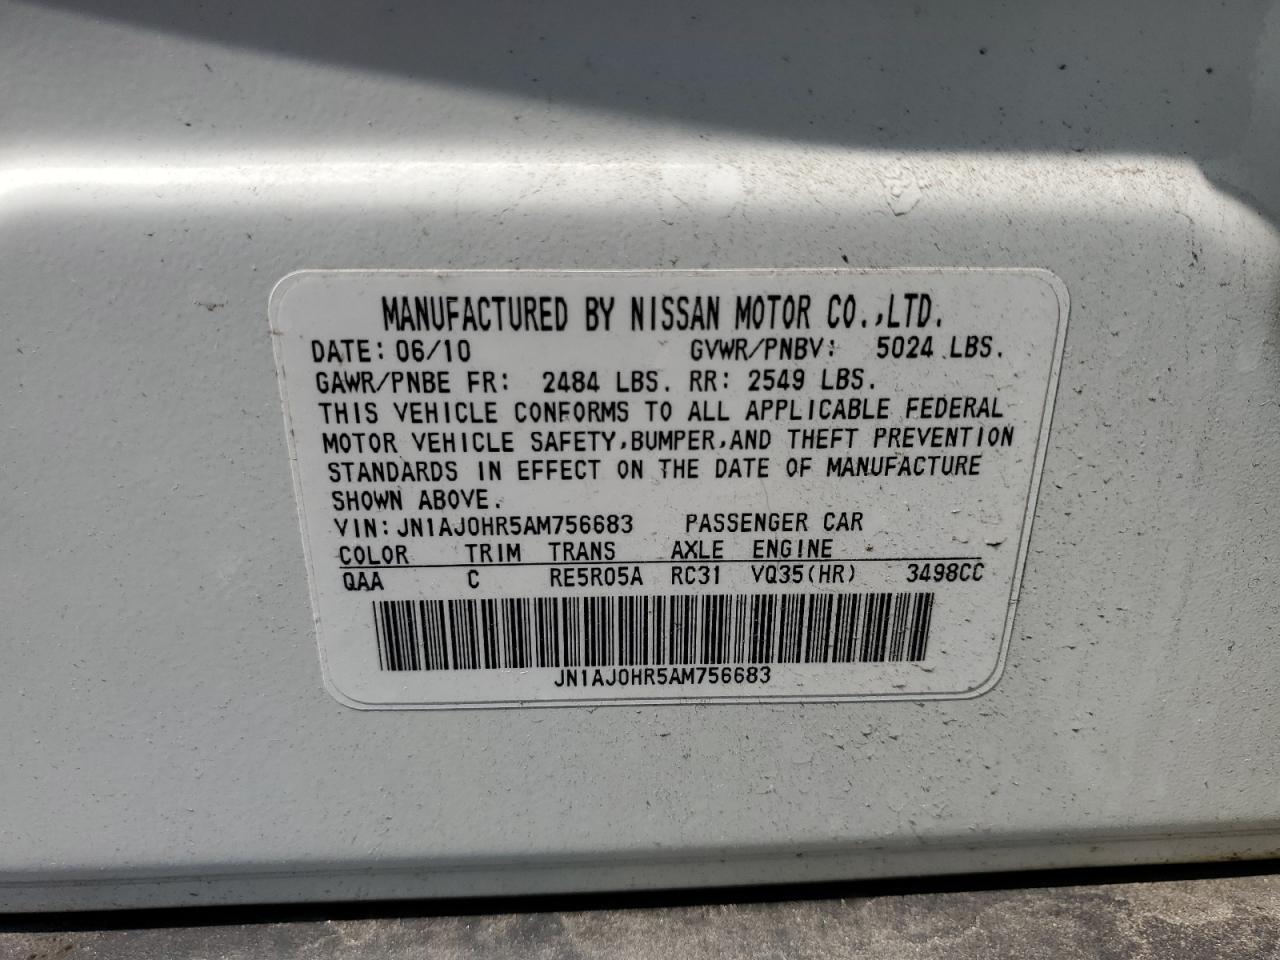 MANUFACTURED BY NISSAN MOTOR CO.,LTD.
DATE: 06/10 GVWR/PNBV: 5024 LBS.
GAWR/PNBE FR: 2484 LBS. RR: 2549 LBS.
THIS VEHICLE CONFORMS TO ALL APPLICABLE FEDERAL
MOTOR VEHICLE SAFETY,BUMPER,AND THEFT PREVENTION
STANDARDS IN EFFECT ON THE DATE OF MANUFACTURE
SHOWN ABOVE.
VIN: JN1AJ0HR5AM756683 PASSENGER CAR
COLOR TRIM TRANS AXLE ENGINE
QAA C RE5R05A RC31 VQ35(HR) 3498CC
JN1AJ0HR5AM756683